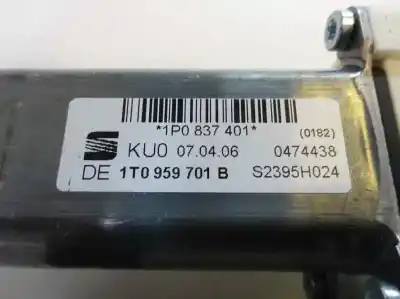 *1P0 837 401*
(0182)
KU0 07.04.06 0474438
DE 1T0 959 701 B S2395H024